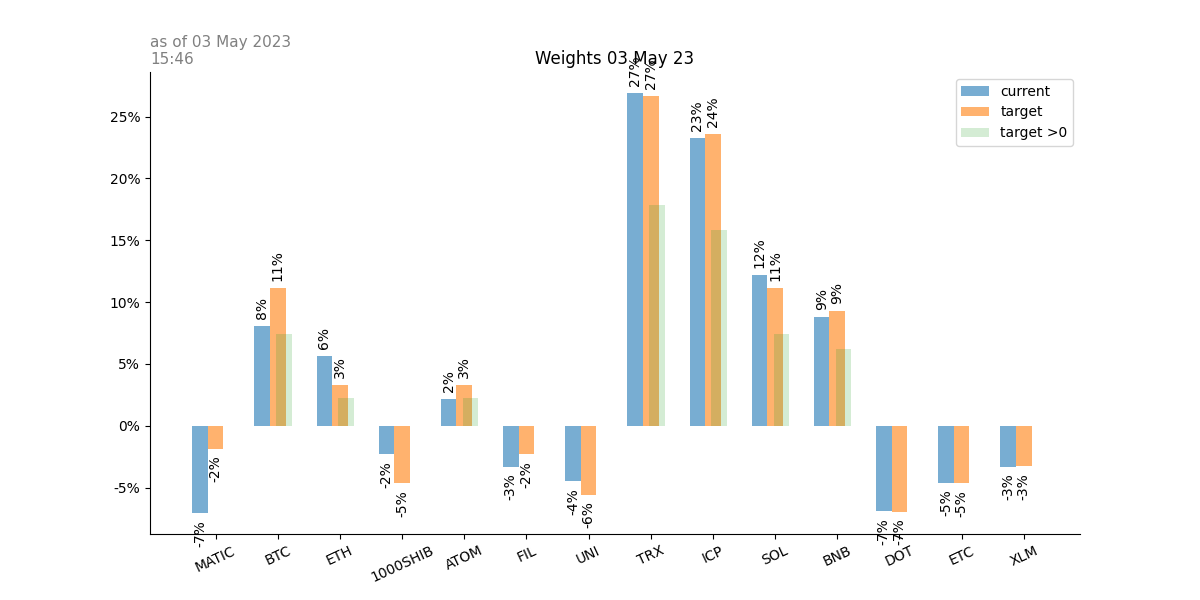 as of 03 May 2023
15:46
Weights 03 May 23
current
target
target >0
25%
20%
15%
10%
5%
0%
-5%
-7%
-2%
8%
11%
6%
3%
-2%
-5%
2%
3%
-3%
-2%
-4%
-6%
27%
27%
23%
24%
12%
11%
9%
9%
-7%
-7%
-5%
-5%
-3%
-3%
MATIC
BTC
ETH
1000SHIB
ATOM
FIL
UNI
TRX
ICP
SOL
BNB
DOT
ETC
XLM